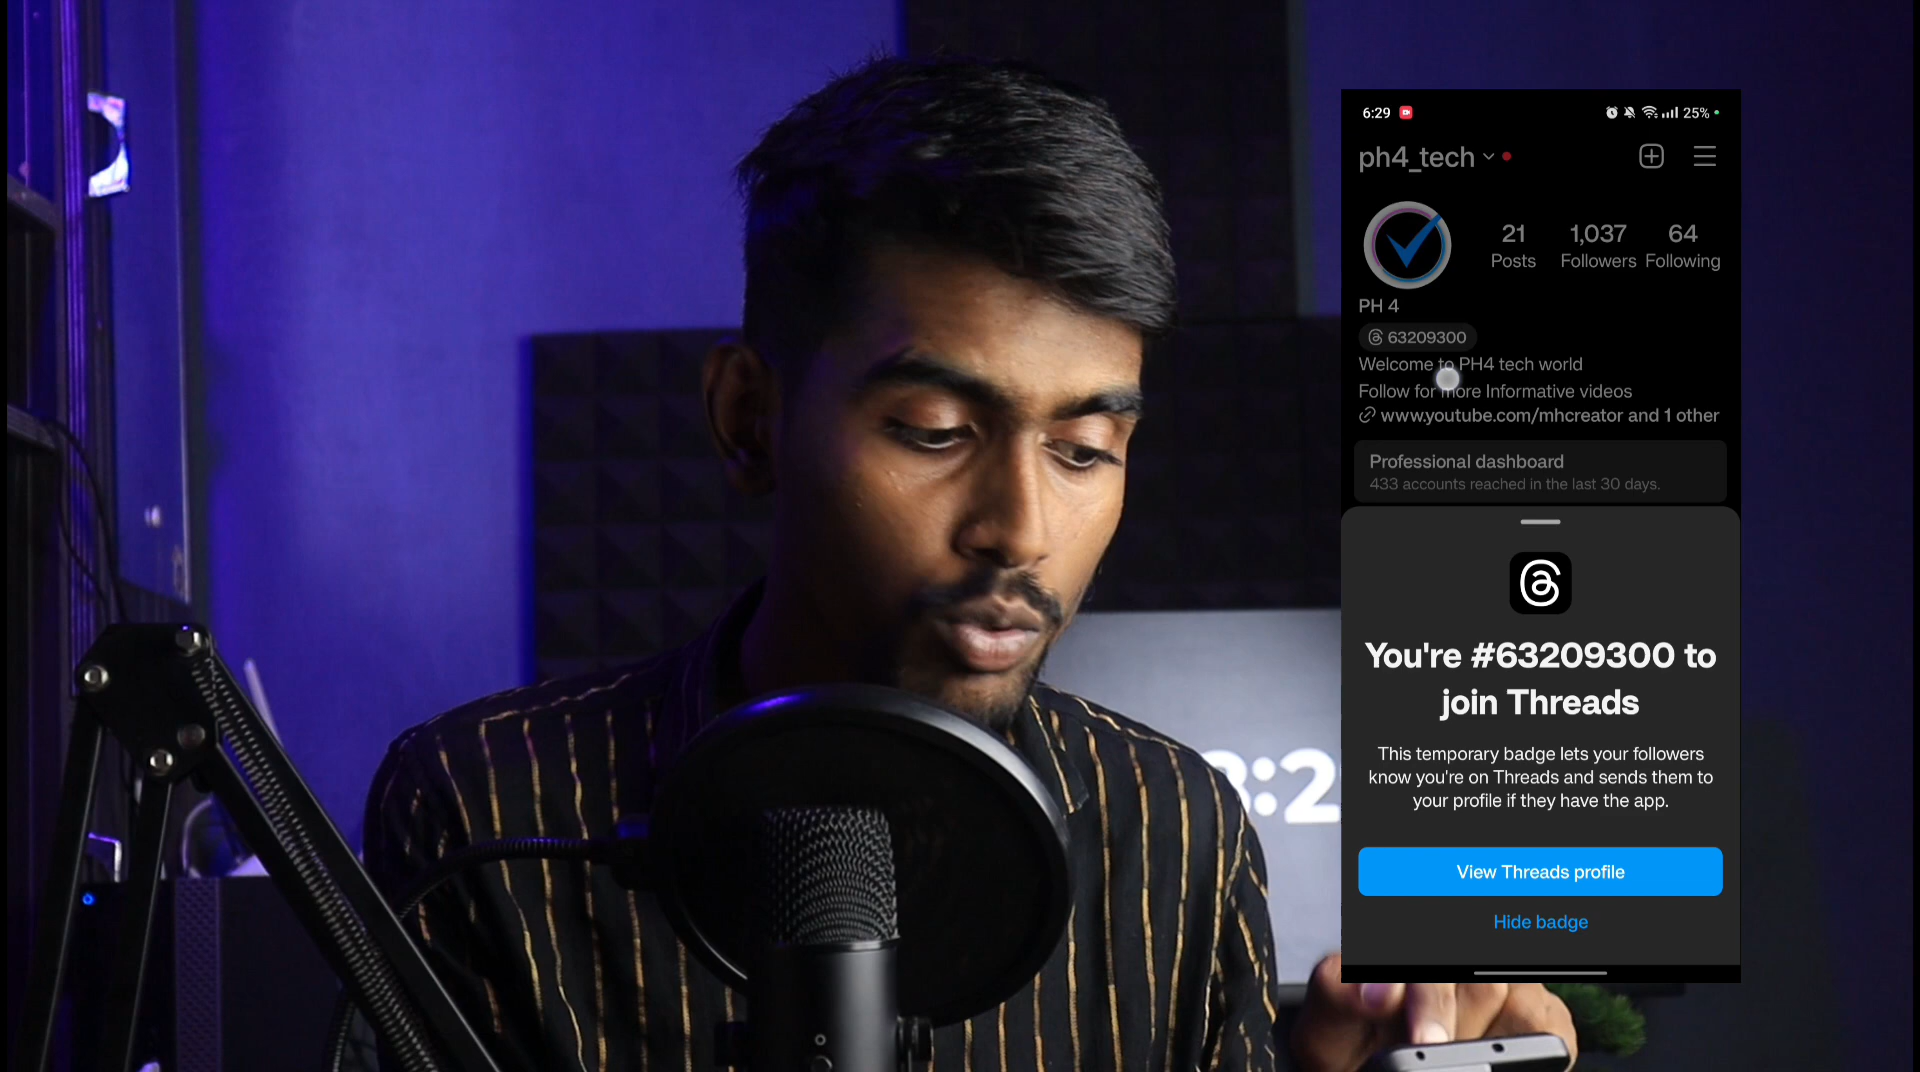 6:29
25%
ph4_tech
21
1,037
64
Posts
Followers
Following
PH 4
63209300
Welcome to PH4 tech world
Follow for more Informative videos
www.youtube.com/mhcreator and 1 other
Professional dashboard
433 accounts reached in the last 30 days.
You're #63209300 to
join Threads
This temporary badge lets your followers
know you're on Threads and sends them to
your profile if they have the app.
View Threads profile
Hide badge
:2